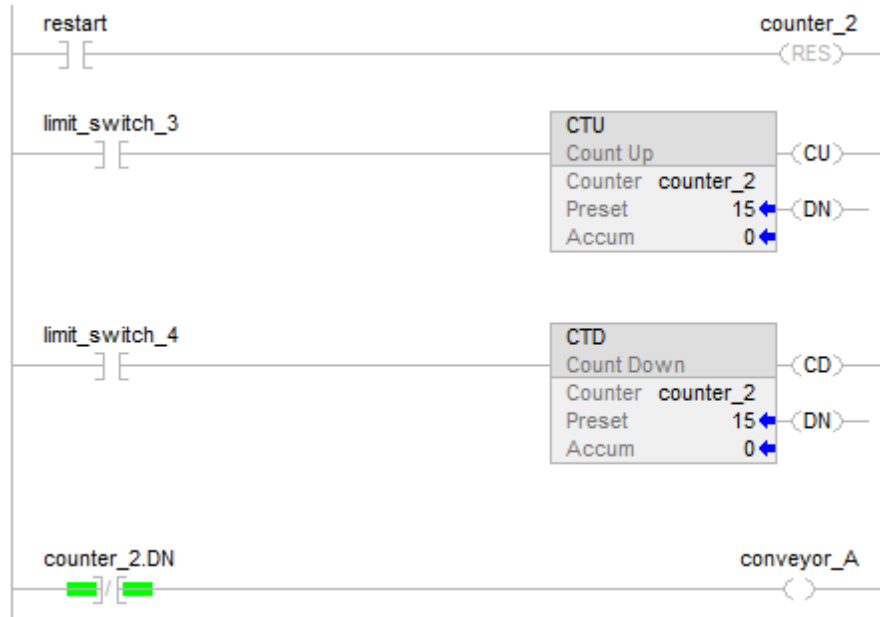 restart counter_2
(RES)
limit_switch_3 CTU
Count Up (CU)
Counter counter_2
Preset 15 (DN)
Accum 0
limit_switch_4 CTD
Count Down (CD)
Counter counter_2
Preset 15 (DN)
Accum 0
counter_2.DN conveyor_A